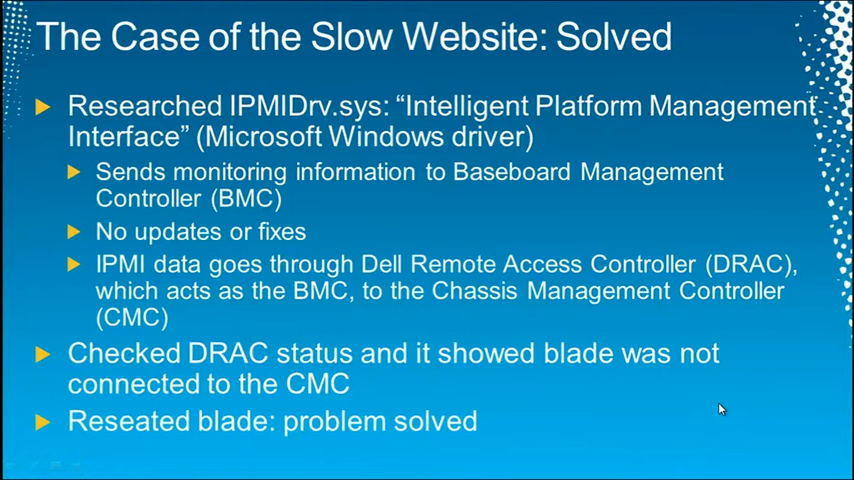 The Case of the Slow Website: Solved
Researched IPMIDrv.sys: “Intelligent Platform Management
Interface” (Microsoft Windows driver)
Sends monitoring information to Baseboard Management
Controller (BMC)
No updates or fixes
IPMI data goes through Dell Remote Access Controller (DRAC),
which acts as the BMC, to the Chassis Management Controller
(CMC)
Checked DRAC status and it showed blade was not
connected to the CMC
Reseated blade: problem solved